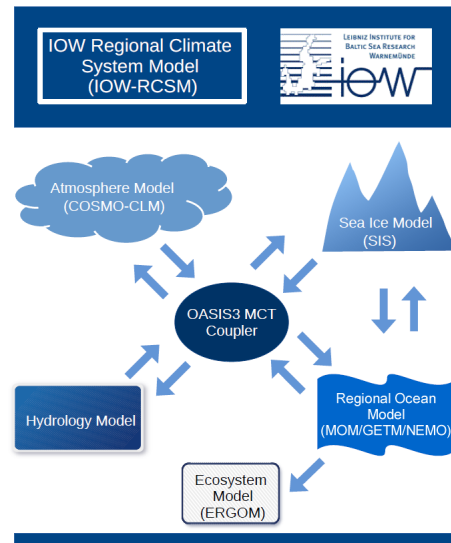 IOW Regional Climate
System Model
(IOW-RCSM)
LEIBNIZ INSTITUTE FOR
BALTIC SEA RESEARCH
WARNEMÜNDE
iOW
Atmosphere Model
(COSMO-CLM)
Sea Ice Model
(SIS)
OASIS3 MCT
Coupler
Hydrology Model
Regional Ocean
Model
(MOM/GETM/NEMO)
Ecosystem
Model
(ERGOM)